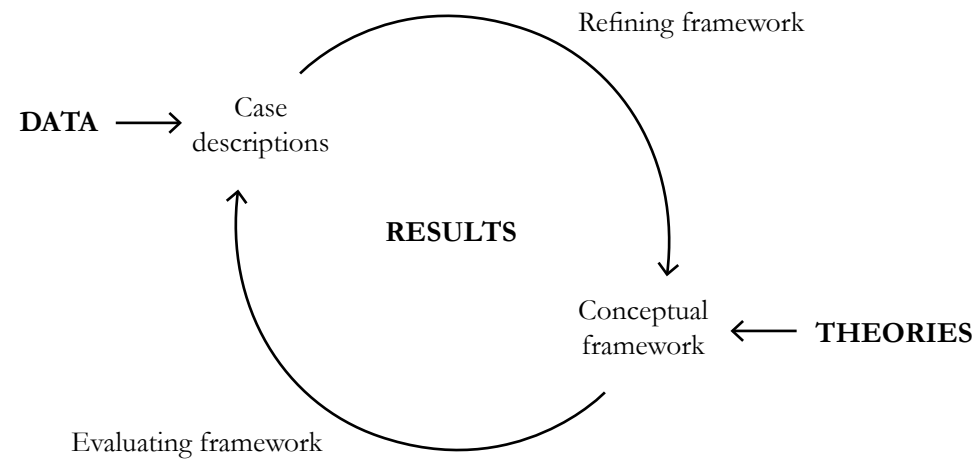 Refining framework
DATA
Case
descriptions
RESULTS
Conceptual
framework
THEORIES
Evaluating framework